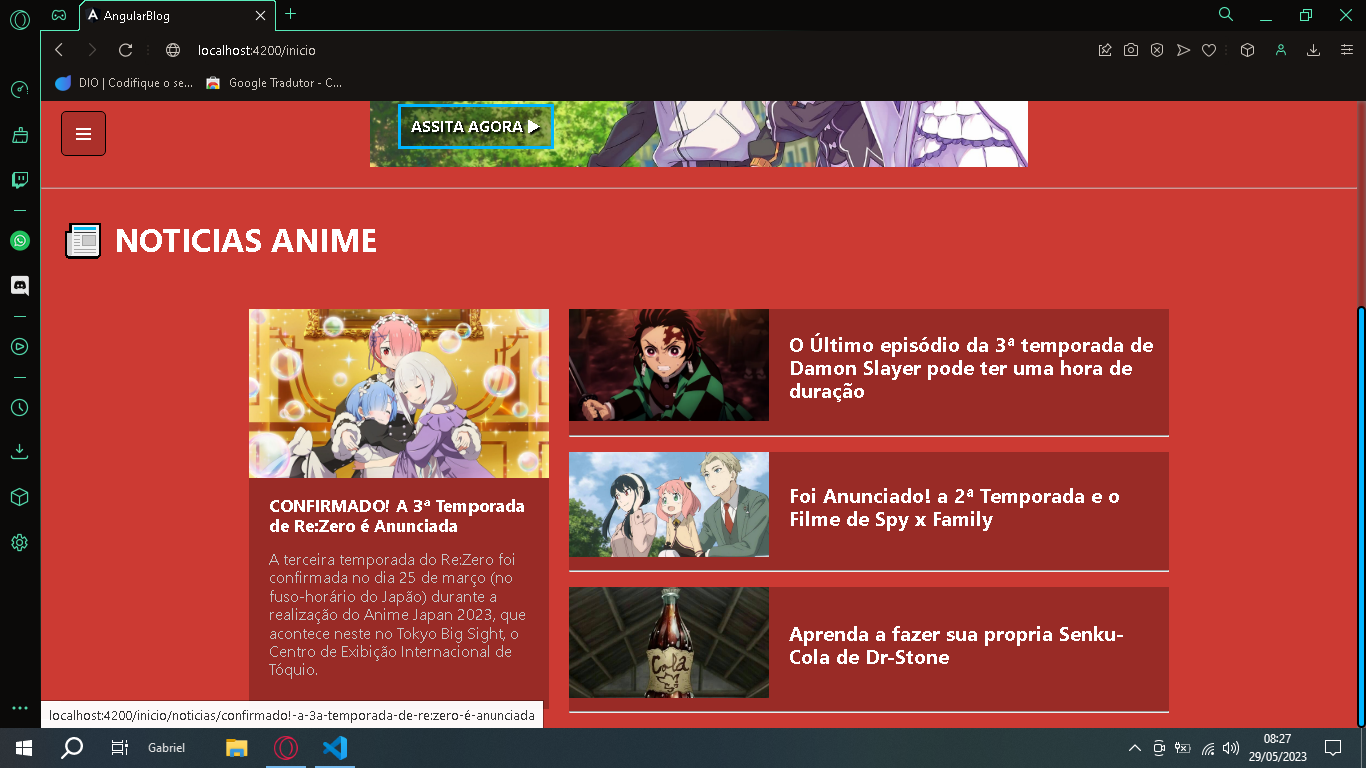 AngularBlog
localhost:4200/inicio
DIO | Codifique o se...
Google Tradutor - C...
ASSITA AGORA
NOTICIAS ANIME
CONFIRMADO! A 3ª Temporada
de Re:Zero é Anunciada
A terceira temporada do Re:Zero foi
confirmada no dia 25 de março (no
fuso-horário do Japão) durante a
realização do Anime Japan 2023, que
acontece neste no Tokyo Big Sight, o
Centro de Exibição Internacional de
Tóquio.
O Último episódio da 3ª temporada de
Damon Slayer pode ter uma hora de
duração
Foi Anunciado! a 2ª Temporada e o
Filme de Spy x Family
Cola
Aprenda a fazer sua propria Senku-
Cola de Dr-Stone
localhost:4200/inicio/noticias/confirmado!-a-3a-temporada-de-re:zero-é-anunciada
Gabriel
08:27
29/05/2023